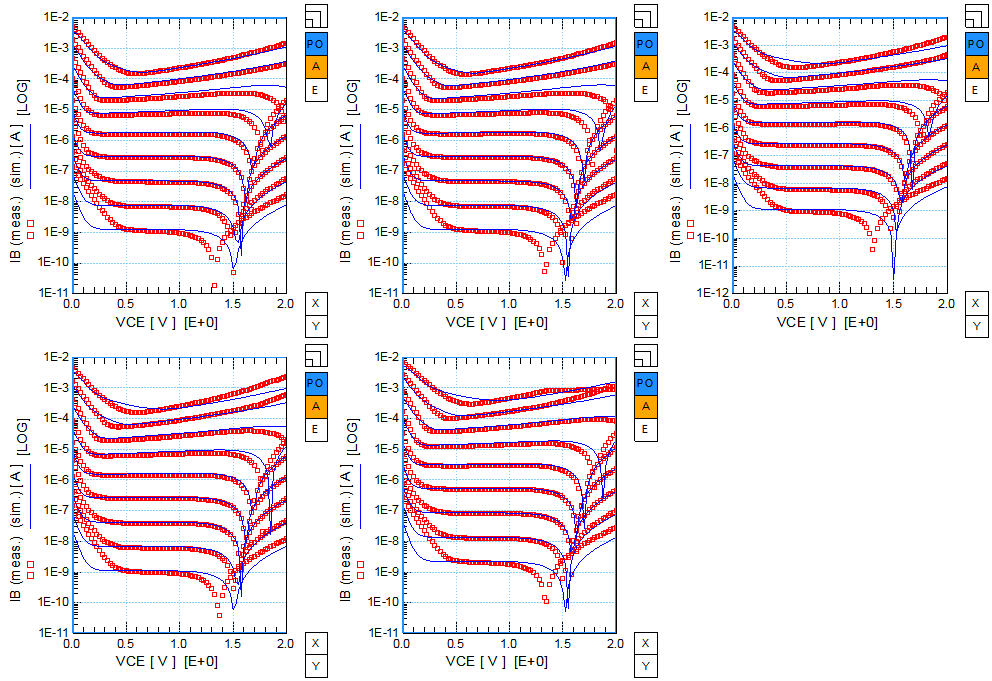 1E-2
1E-3
1E-4
1E-5
1E-6
1E-7
1E-8
1E-9
1E-10
1E-11
0.0 0.5 1.0 1.5 2.0
VCE [ V ] [E+0]
IB (meas.) (sim.) [ A ] [LOG]
PO
A
E
X
Y
1E-2
1E-3
1E-4
1E-5
1E-6
1E-7
1E-8
1E-9
1E-10
1E-11
0.0 0.5 1.0 1.5 2.0
VCE [ V ] [E+0]
IB (meas.) (sim.) [ A ] [LOG]
PO
A
E
X
Y
1E-2
1E-3
1E-4
1E-5
1E-6
1E-7
1E-8
1E-9
1E-10
1E-11
1E-12
0.0 0.5 1.0 1.5 2.0
VCE [ V ] [E+0]
IB (meas.) (sim.) [ A ] [LOG]
PO
A
E
X
Y
1E-2
1E-3
1E-4
1E-5
1E-6
1E-7
1E-8
1E-9
1E-10
1E-11
0.0 0.5 1.0 1.5 2.0
VCE [ V ] [E+0]
IB (meas.) (sim.) [ A ] [LOG]
PO
A
E
X
Y
1E-2
1E-3
1E-4
1E-5
1E-6
1E-7
1E-8
1E-9
1E-10
1E-11
0.0 0.5 1.0 1.5 2.0
VCE [ V ] [E+0]
IB (meas.) (sim.) [ A ] [LOG]
PO
A
E
X
Y